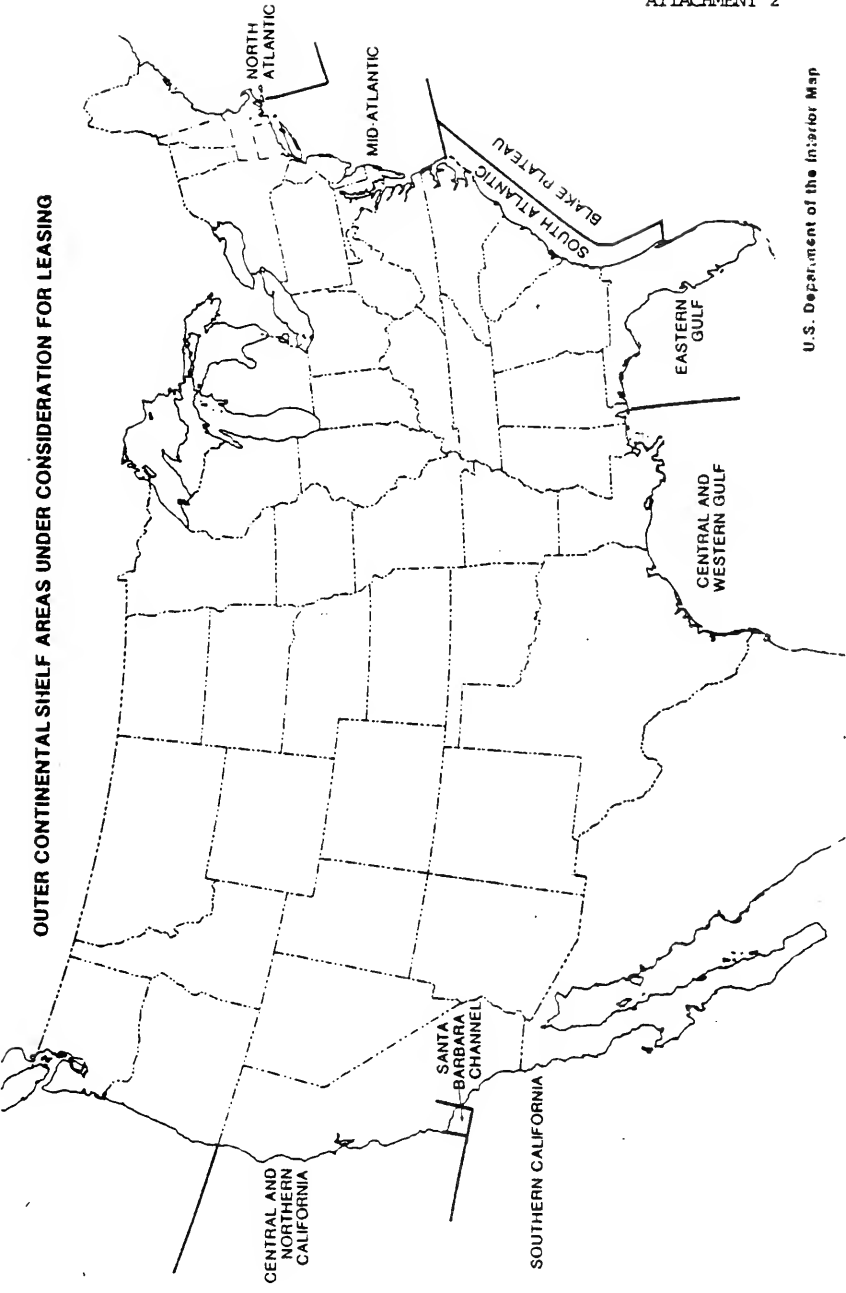 ATTACHMENT 2
OUTER CONTINENTAL SHELF AREAS UNDER CONSIDERATION FOR LEASING
NORTH
ATLANTIC
MID-ATLANTIC
SOUTH ATLANTIC
BLAKE PLATEAU
EASTERN
GULF
CENTRAL AND
WESTERN GULF
SANTA
BARBARA
CHANNEL
CENTRAL AND
NORTHERN
CALIFORNIA
SOUTHERN CALIFORNIA
U.S. Department of the Interior Map